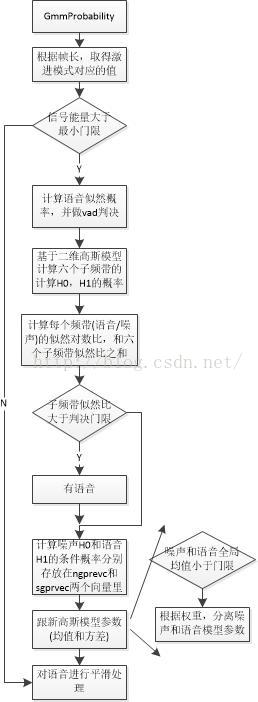 GmmProbability
根据帧长，取得激
进模式对应的值
信号能量大于
最小门限
Y
计算语音似然概
率，并做vad判决
基于二维高斯模型
计算六个子频带的
计算H0，H1的概率
计算每个频带(语音/噪
声)的似然对数比，和六
个子频带似然比之和
http://blog.csdn.net/
子频带似然比
大于判决门限
N
Y
有语音
计算噪声H0和语音
H1的条件概率分别
存放在ngprevc和
sgprvec两个向量里
噪声和语音全局
均值小于门限
跟新高斯模型参数
(均值和方差)
根据权重，分离噪
声和语音模型参数
对语音进行平滑处
理